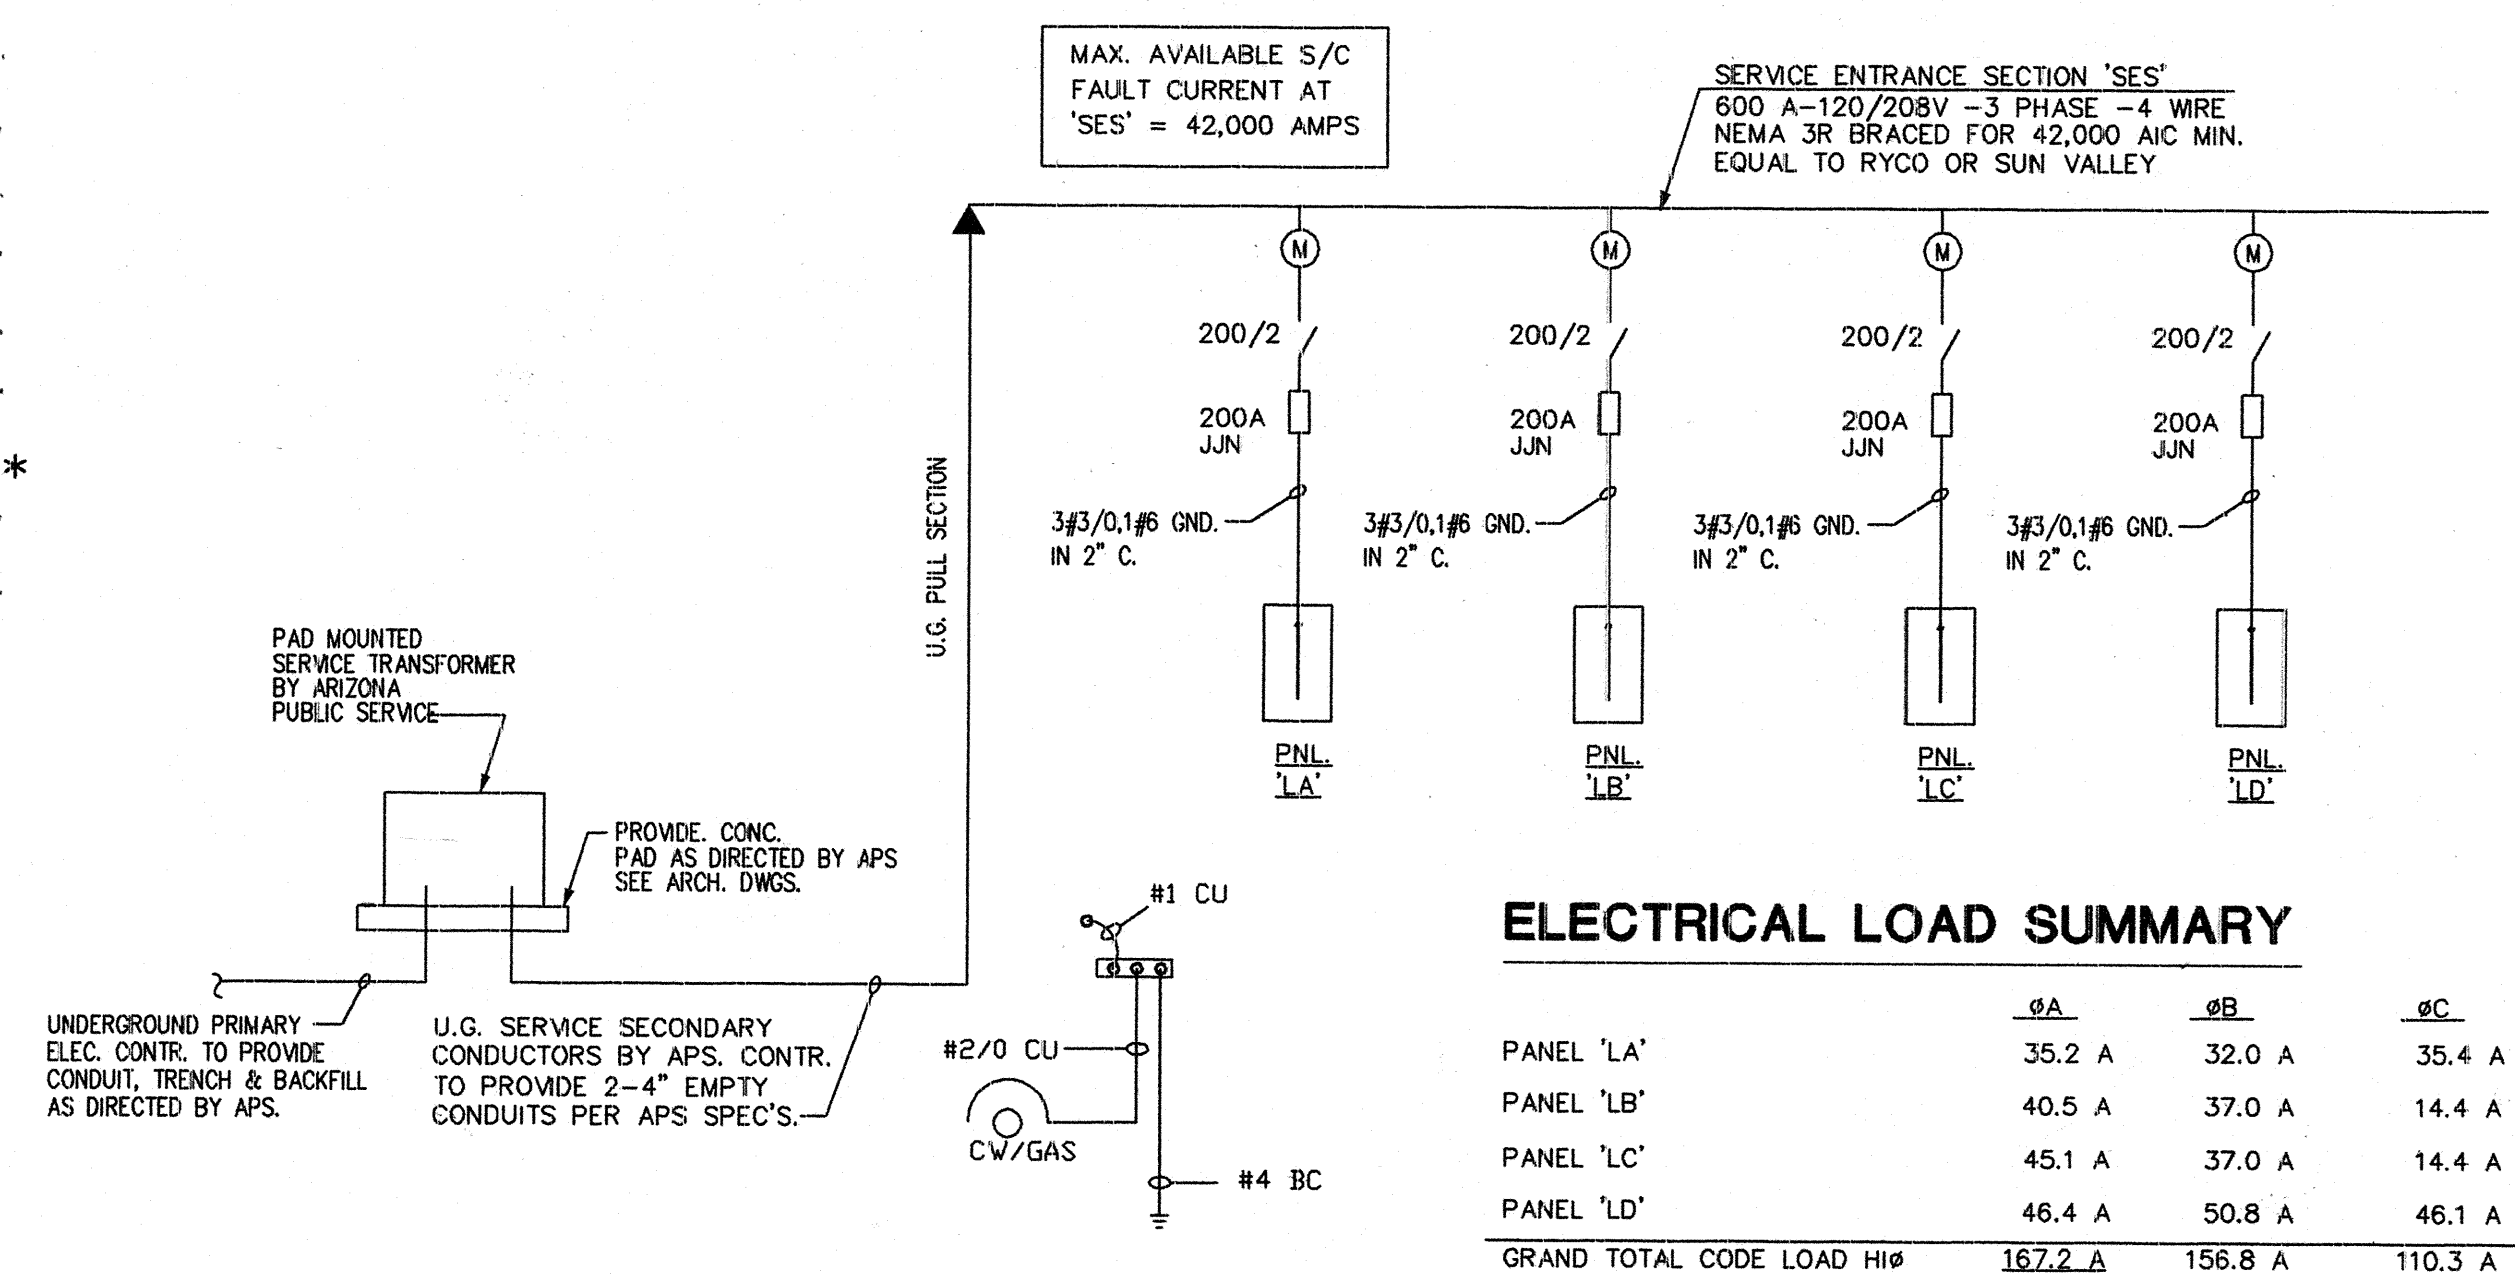 MAX. AVAILABLE S/C
FAULT CURRENT AT
'SES' = 42,000 AMPS
SERVICE ENTRANCE SECTION 'SES'
600 A-120/208V -3 PHASE -4 WIRE
NEMA 3R BRACED FOR 42,000 AIC MIN.
EQUAL TO RYCO OR SUN VALLEY
M
M
M
M
200/2
200/2
200/2
200/2
200A
JJN
200A
JJN
200A
JJN
200A
JJN
*
U.G. PULL SECTION
3#3/0,1#6 GND.
IN 2" C.
3#3/0,1#6 GND.
IN 2" C.
3#3/0,1#6 GND.
IN 2" C.
3#3/0,1#6 GND.
IN 2" C.
PNL.
'LA'
PNL.
'LB'
PNL.
'LC'
PNL.
'LD'
PAD MOUNTED
SERVICE TRANSFORMER
BY ARIZONA
PUBLIC SERVICE
PROVIDE. CONC.
PAD AS DIRECTED BY APS
SEE ARCH. DWGS.
UNDERGROUND PRIMARY
ELEC. CONTR. TO PROVIDE
CONDUIT, TRENCH & BACKFILL
AS DIRECTED BY APS.
U.G. SERVICE SECONDARY
CONDUCTORS BY APS. CONTR.
TO PROVIDE 2-4" EMPTY
CONDUITS PER APS SPEC'S.
#1 CU
#2/0 CU
CW/GAS
#4 BC
ELECTRICAL LOAD SUMMARY
øA øB øC
PANEL 'LA' 35.2 A 32.0 A 35.4 A
PANEL 'LB' 40.5 A 37.0 A 14.4 A
PANEL 'LC' 45.1 A 37.0 A 14.4 A
PANEL 'LD' 46.4 A 50.8 A 46.1 A
GRAND TOTAL CODE LOAD HIø 167.2 A 156.8 A 110.3 A